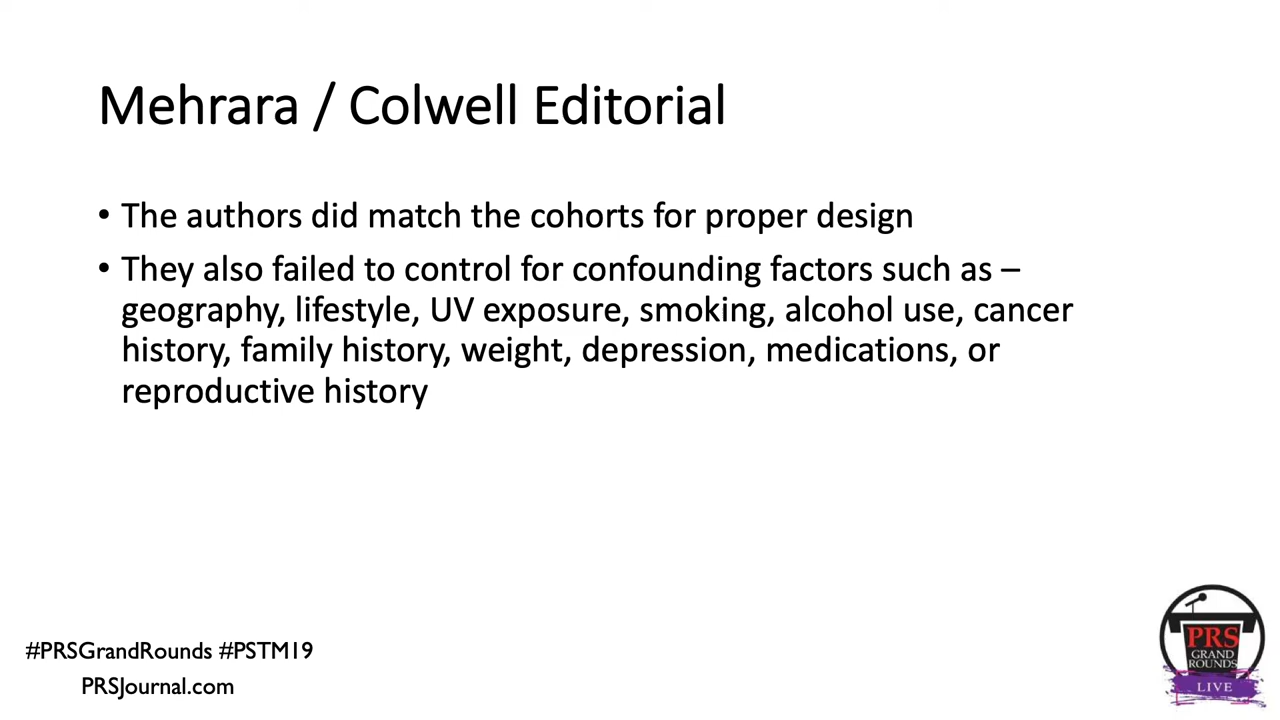 Mehrara / Colwell Editorial
• The authors did match the cohorts for proper design
• They also failed to control for confounding factors such as –
geography, lifestyle, UV exposure, smoking, alcohol use, cancer
history, family history, weight, depression, medications, or
reproductive history
#PRSGrandRounds #PSTM19
PRSJournal.com
PRS
GRAND
ROUNDS
LIVE